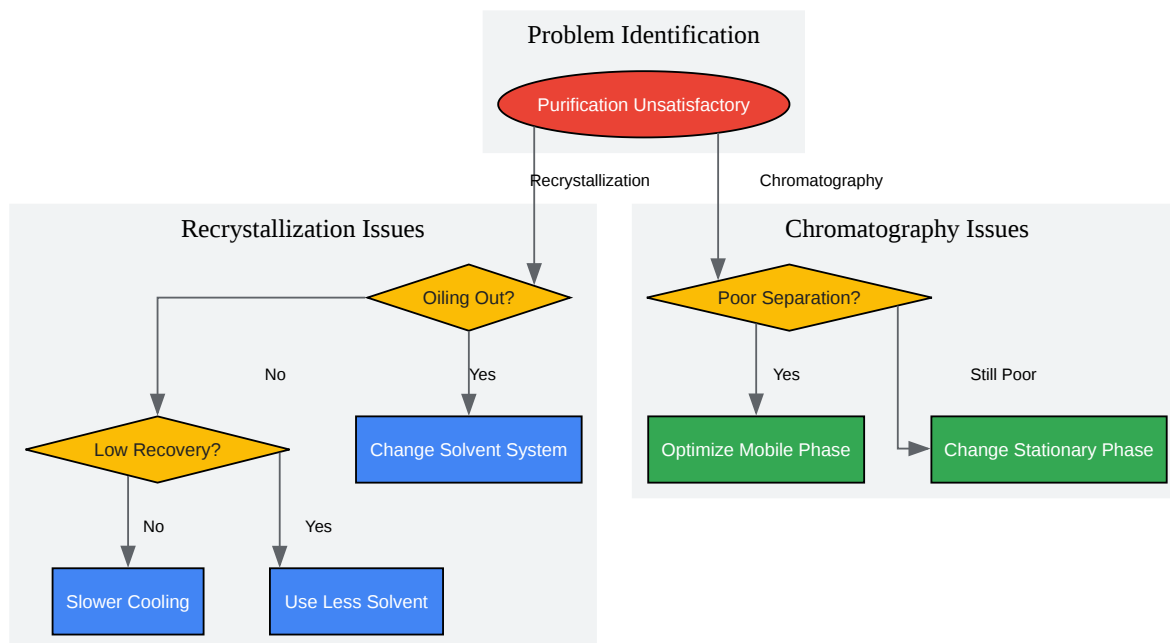 Problem Identification
Purification Unsatisfactory
Recrystallization
Chromatography
Recrystallization Issues
Chromatography Issues
Oiling Out?
Poor Separation?
No
Yes
Yes
Still Poor
Low Recovery?
Change Solvent System
Optimize Mobile Phase
Change Stationary Phase
No
Yes
Slower Cooling
Use Less Solvent